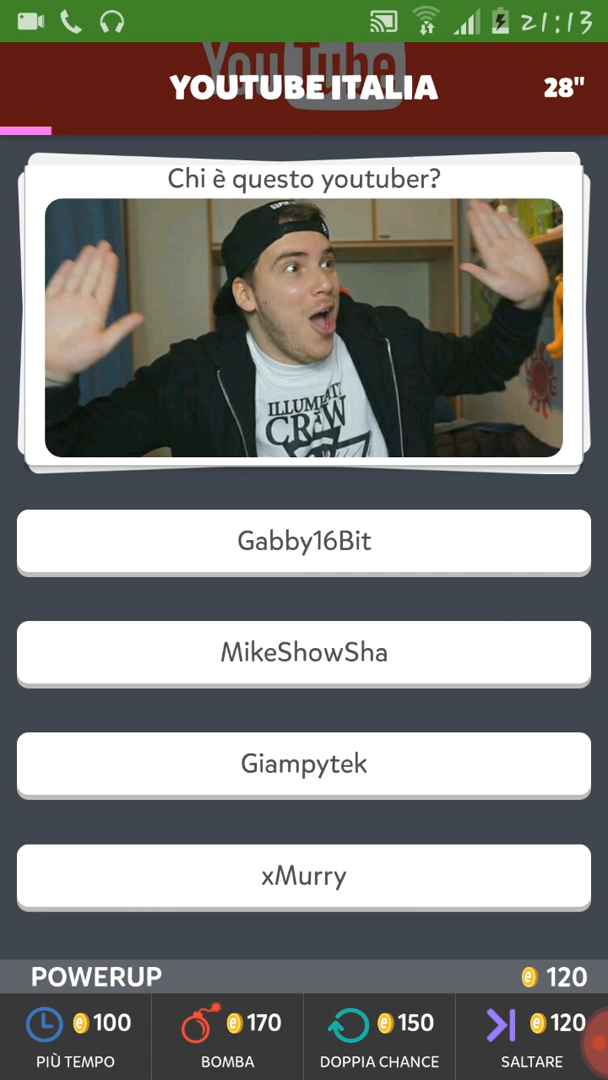 21:13
YouTube
YOUTUBE ITALIA
28"
Chi è questo youtuber?
ILLUMINATI
CREW
Gabby16Bit
MikeShowSha
Giampytek
xMurry
POWERUP
120
100
170
150
120
PIÙ TEMPO
BOMBA
DOPPIA CHANCE
SALTARE